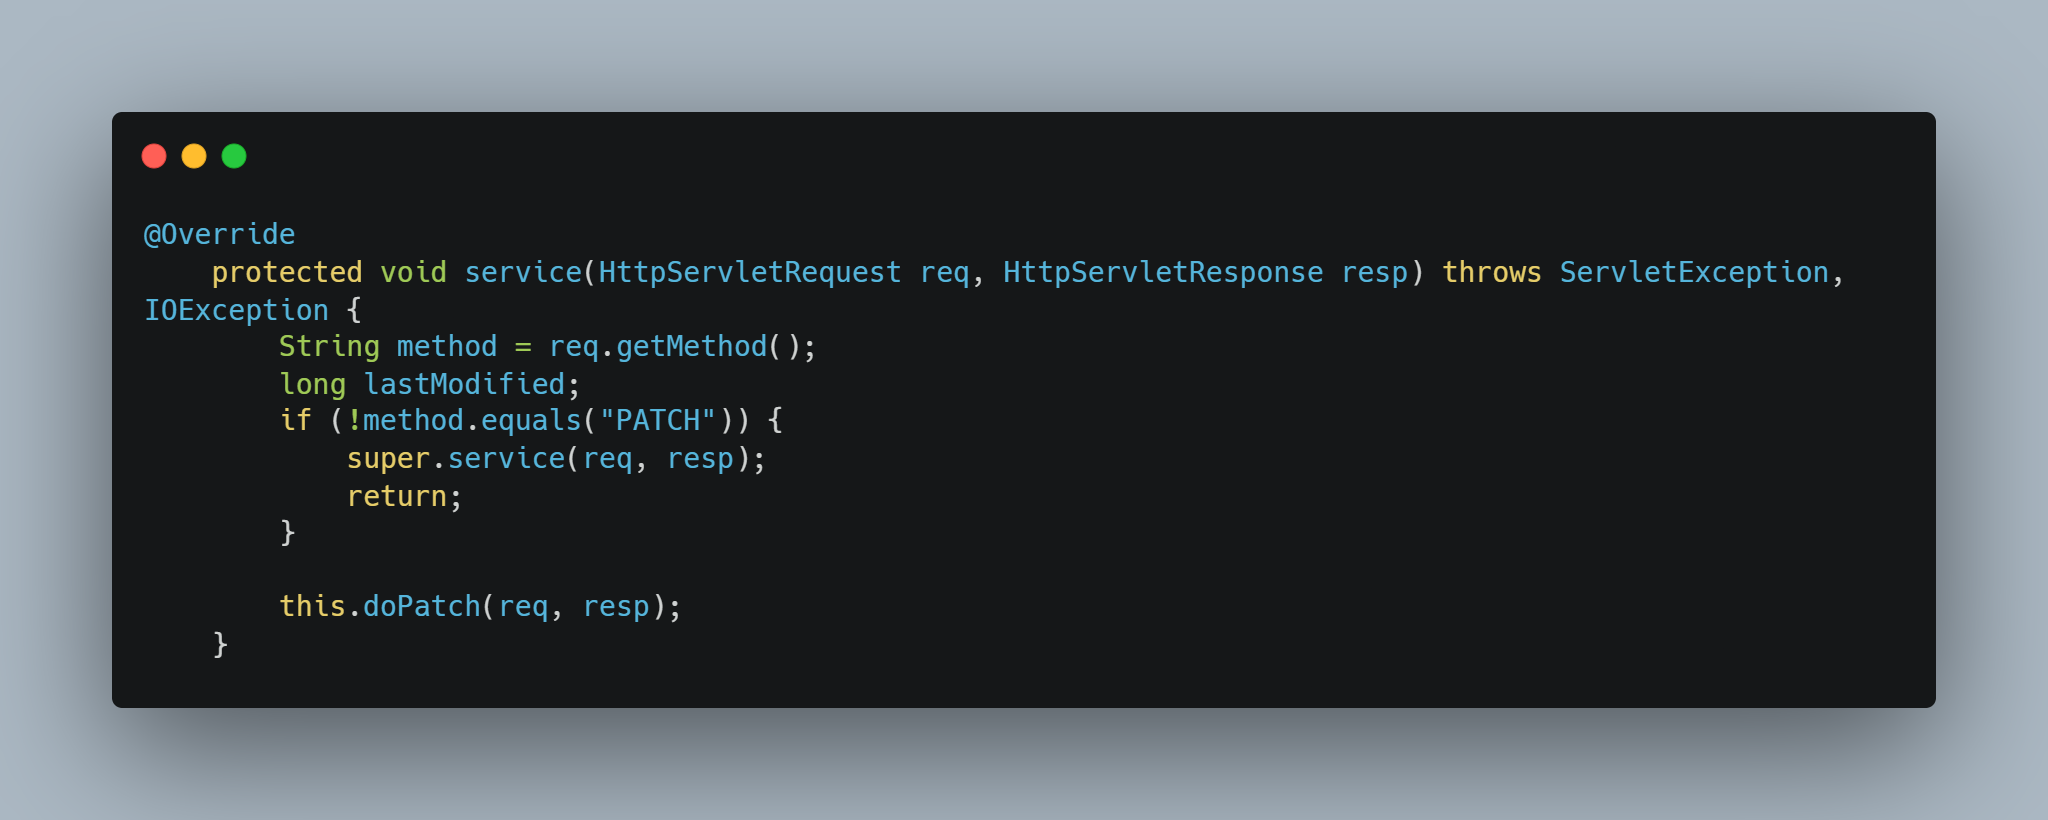 @Override
    protected void service(HttpServletRequest req, HttpServletResponse resp) throws ServletException,
IOException {
        String method = req.getMethod();
        long lastModified;
        if (!method.equals("PATCH")) {
            super.service(req, resp);
            return;
        }

        this.doPatch(req, resp);
    }